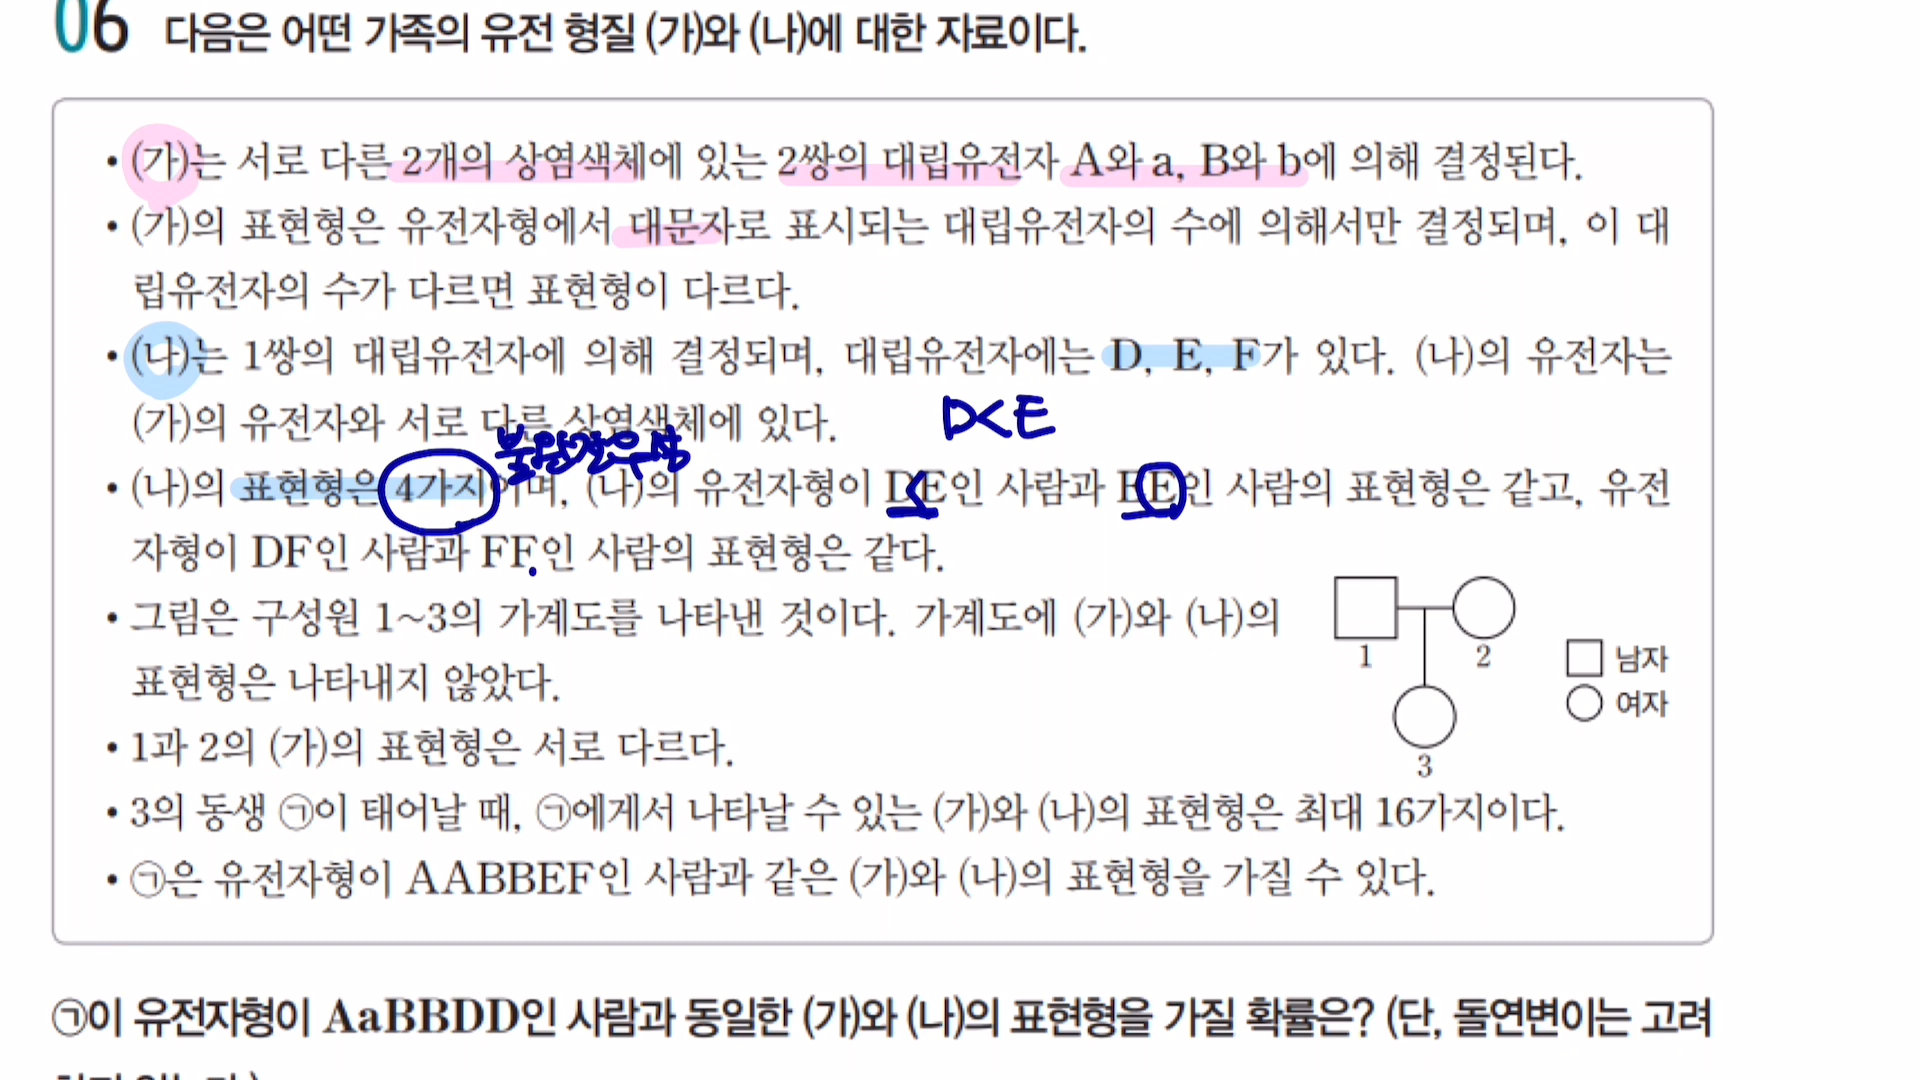 06 다음은 어떤 가족의 유전 형질 (가)와 (나)에 대한 자료이다.
• (가)는 서로 다른 2개의 상염색체에 있는 2쌍의 대립유전자 A와 a, B와 b에 의해 결정된다.
• (가)의 표현형은 유전자형에서 대문자로 표시되는 대립유전자의 수에 의해서만 결정되며, 이 대
립유전자의 수가 다르면 표현형이 다르다.
• (나)는 1쌍의 대립유전자에 의해 결정되며, 대립유전자에는 D, E, F가 있다. (나)의 유전자는
(가)의 유전자와 서로 다른 상염색체에 있다.
D<E
불완전우성
• (나)의 표현형은 4가지이며, (나)의 유전자형이 DE인 사람과 EE인 사람의 표현형은 같고, 유전
<
자형이 DF인 사람과 FF인 사람의 표현형은 같다.
• 그림은 구성원 1~3의 가계도를 나타낸 것이다. 가계도에 (가)와 (나)의
표현형은 나타내지 않았다.
1 2
남자
여자
3
• 1과 2의 (가)의 표현형은 서로 다르다.
• 3의 동생 ㉠이 태어날 때, ㉠에게서 나타날 수 있는 (가)와 (나)의 표현형은 최대 16가지이다.
• ㉠은 유전자형이 AABBEF인 사람과 같은 (가)와 (나)의 표현형을 가질 수 있다.
㉠이 유전자형이 AaBBDD인 사람과 동일한 (가)와 (나)의 표현형을 가질 확률은? (단, 돌연변이는 고려